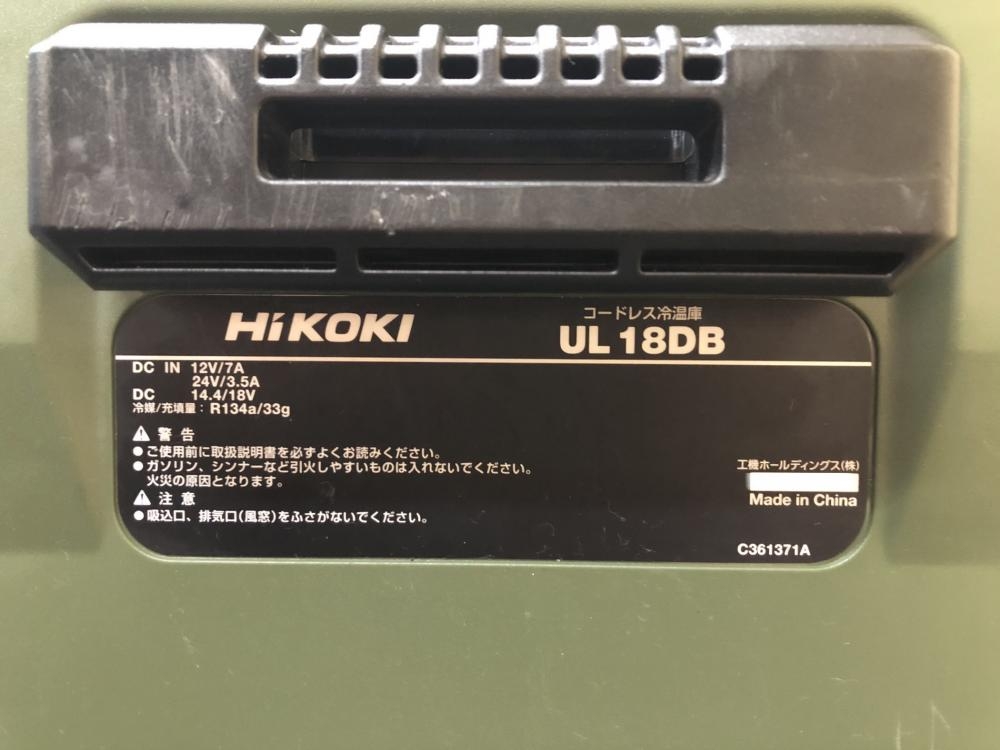 HiKOKI
コードレス冷温庫
UL 18DB
DC IN 12V/7A
24V/3.5A
DC 14.4/18V
冷媒/充填量: R134a/33g
⚠ 警告
●ご使用前に取扱説明書を必ずよくお読みください。
●ガソリン、シンナーなど引火しやすいものは入れないでください。
火災の原因となります。
⚠ 注意
●吸込口、排気口(風窓)をふさがないでください。
工機ホールディングス(株)
Made in China
C361371A